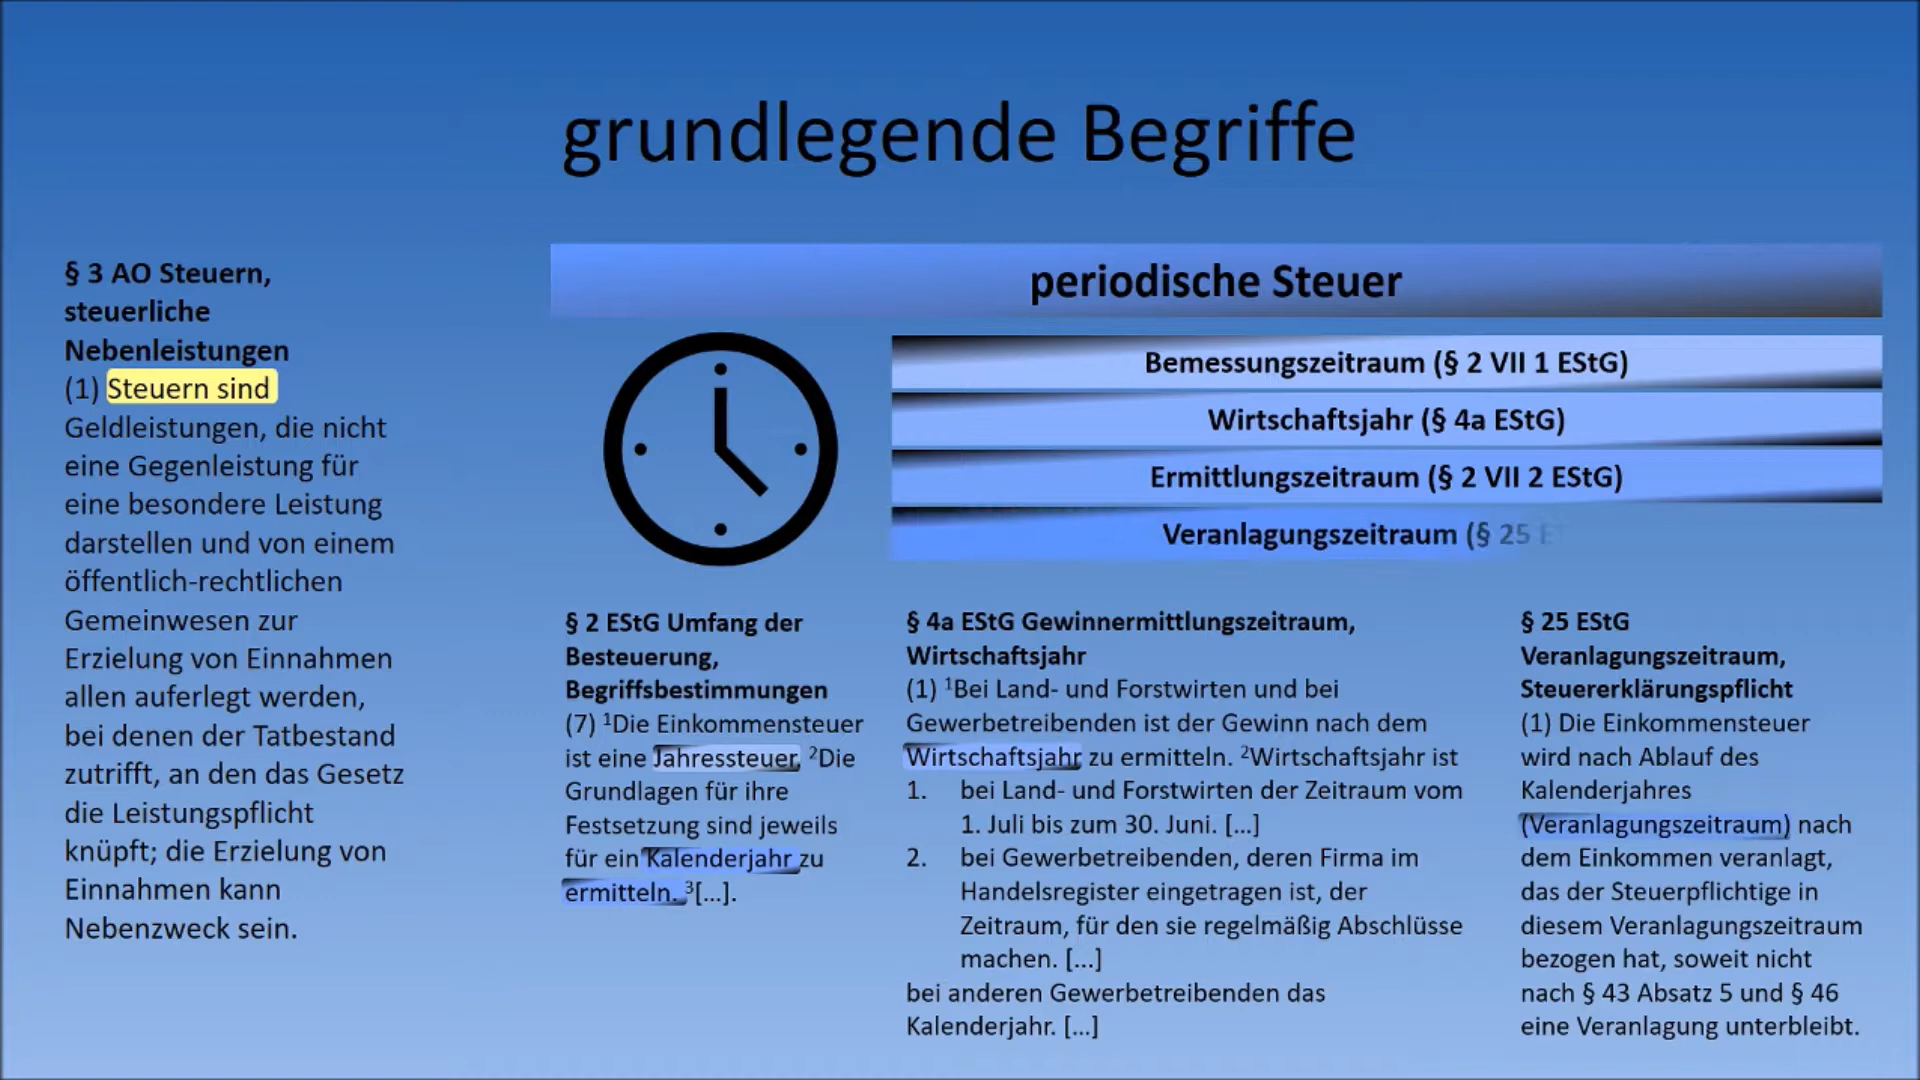 grundlegende Begriffe
§ 3 AO Steuern,
steuerliche
Nebenleistungen
(1) Steuern sind
Geldleistungen, die nicht
eine Gegenleistung für
eine besondere Leistung
darstellen und von einem
öffentlich-rechtlichen
Gemeinwesen zur
Erzielung von Einnahmen
allen auferlegt werden,
bei denen der Tatbestand
zutrifft, an den das Gesetz
die Leistungspflicht
knüpft; die Erzielung von
Einnahmen kann
Nebenzweck sein.
periodische Steuer
Bemessungszeitraum (§ 2 VII 1 EStG)
Wirtschaftsjahr (§ 4a EStG)
Ermittlungszeitraum (§ 2 VII 2 EStG)
Veranlagungszeitraum (§ 25 E
§ 2 EStG Umfang der
Besteuerung,
Begriffsbestimmungen
(7) ¹Die Einkommensteuer
ist eine Jahressteuer. ²Die
Grundlagen für ihre
Festsetzung sind jeweils
für ein Kalenderjahr zu
ermitteln. ³[...].
§ 4a EStG Gewinnermittlungszeitraum,
Wirtschaftsjahr
(1) ¹Bei Land- und Forstwirten und bei
Gewerbetreibenden ist der Gewinn nach dem
Wirtschaftsjahr zu ermitteln. ²Wirtschaftsjahr ist
1. bei Land- und Forstwirten der Zeitraum vom
1. Juli bis zum 30. Juni. [...]
2. bei Gewerbetreibenden, deren Firma im
Handelsregister eingetragen ist, der
Zeitraum, für den sie regelmäßig Abschlüsse
machen. [...]
bei anderen Gewerbetreibenden das
Kalenderjahr. [...]
§ 25 EStG
Veranlagungszeitraum,
Steuererklärungspflicht
(1) Die Einkommensteuer
wird nach Ablauf des
Kalenderjahres
(Veranlagungszeitraum) nach
dem Einkommen veranlagt,
das der Steuerpflichtige in
diesem Veranlagungszeitraum
bezogen hat, soweit nicht
nach § 43 Absatz 5 und § 46
eine Veranlagung unterbleibt.